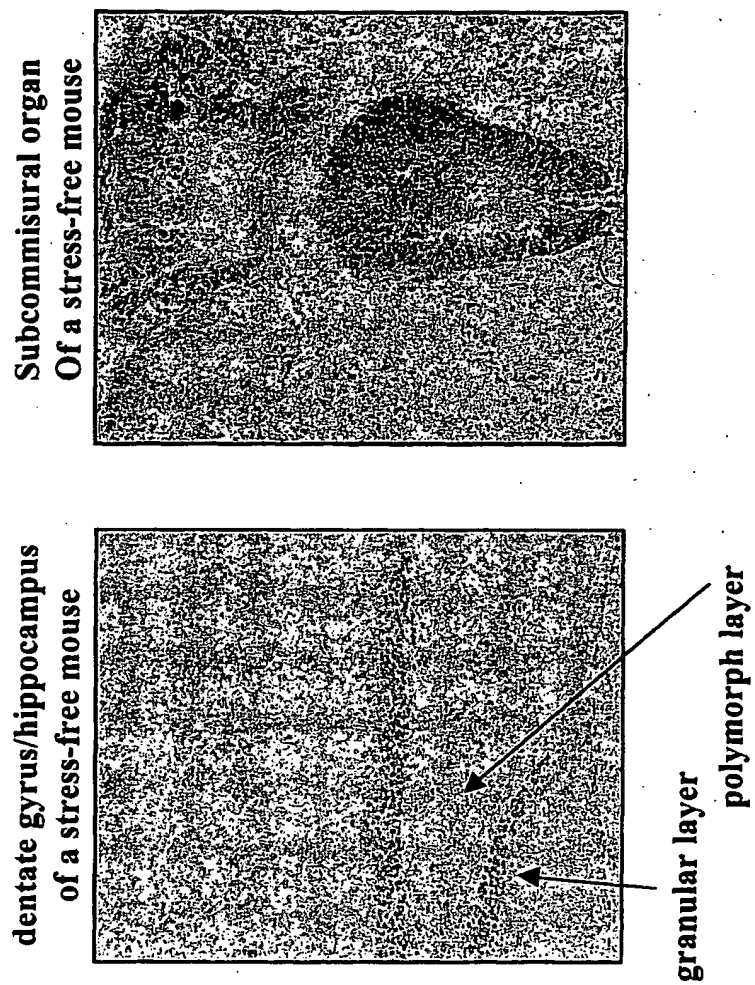 dentate gyrus/hippocampus
of a stress-free mouse
granular layer
polymorph layer
Subcommisural organ
Of a stress-free mouse